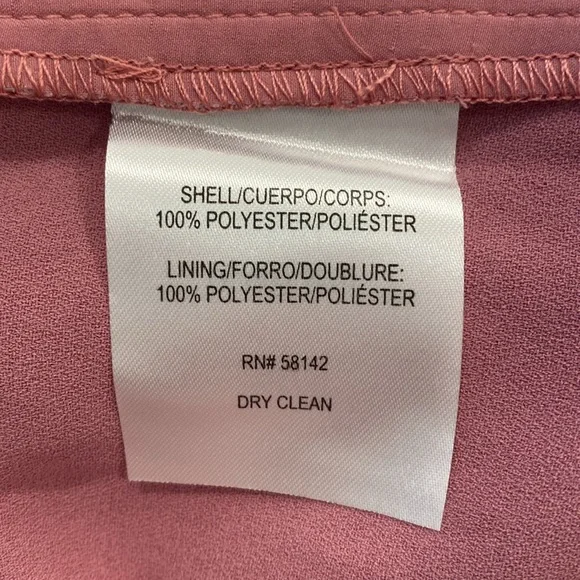 SHELL/CUERPO/CORPS:
100% POLYESTER/POLIÉSTER
LINING/FORRO/DOUBLURE:
100% POLYESTER/POLIÉSTER
RN# 58142
DRY CLEAN